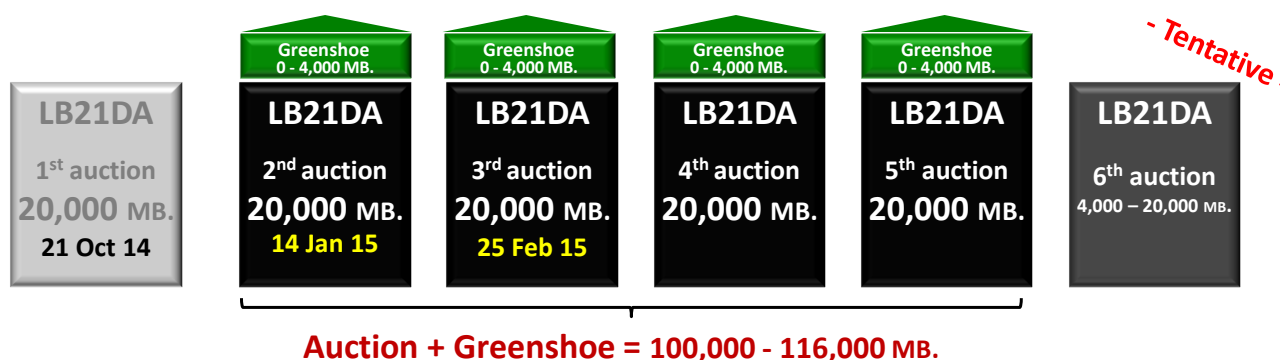 Greenshoe
0 - 4,000 MB.
Greenshoe
0 - 4,000 MB.
Greenshoe
0 - 4,000 MB.
Greenshoe
0 - 4,000 MB.
- Tentative -
LB21DA
1st auction
20,000 MB.
21 Oct 14
LB21DA
2nd auction
20,000 MB.
14 Jan 15
LB21DA
3rd auction
20,000 MB.
25 Feb 15
LB21DA
4th auction
20,000 MB.
LB21DA
5th auction
20,000 MB.
LB21DA
6th auction
4,000 – 20,000 MB.
Auction + Greenshoe = 100,000 - 116,000 MB.